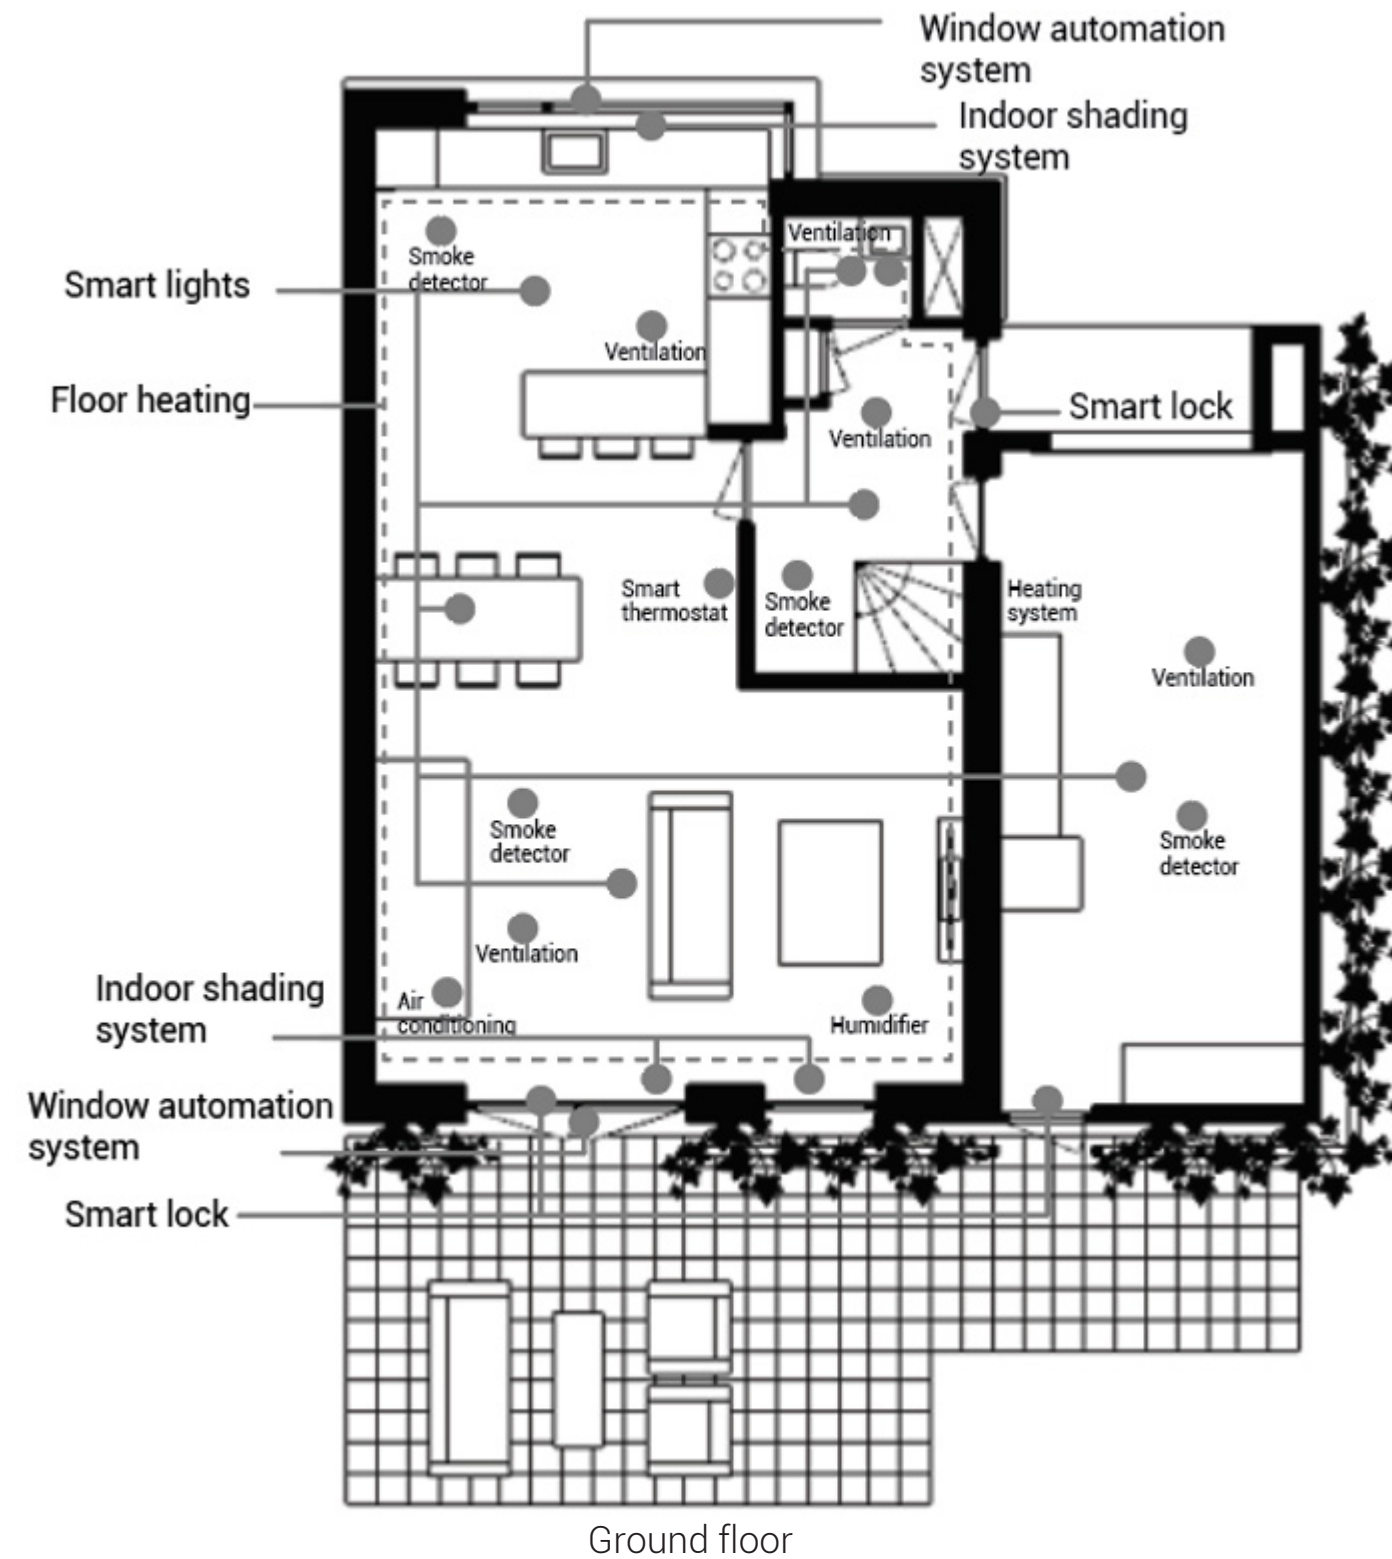 Window automation
system
Indoor shading
system
Ventilation
Smoke
detector
Smart lights
Ventilation
Floor heating
Smart lock
Ventilation
Smart
thermostat
Smoke
detector
Heating
system
Ventilation
Smoke
detector
Smoke
detector
Ventilation
Indoor shading
system
Air
conditioning
Humidifier
Window automation
system
Smart lock
Ground floor